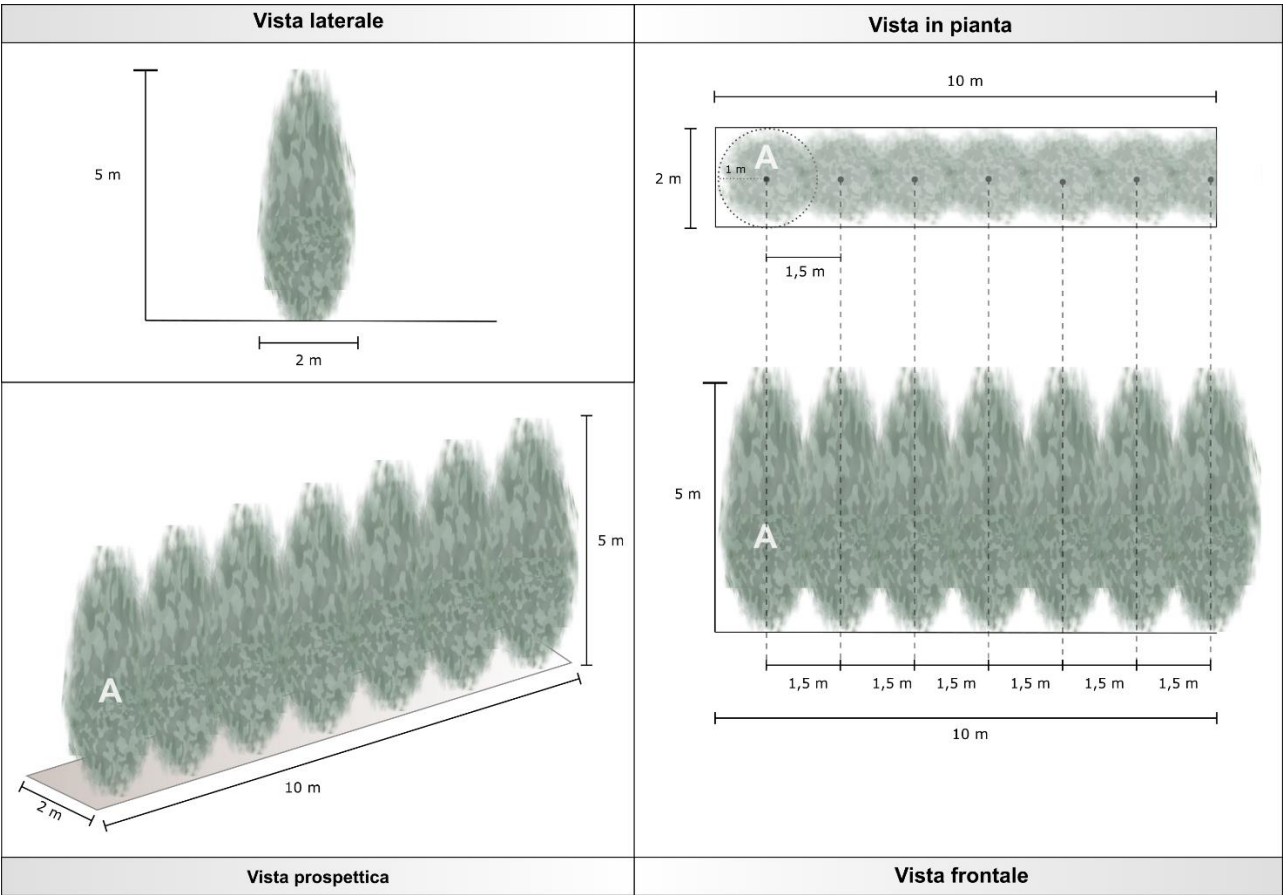 Vista laterale
5 m
2 m
Vista in pianta
10 m
2 m
A
1 m
1,5 m
5 m
A
1,5 m 1,5 m 1,5 m 1,5 m 1,5 m 1,5 m
10 m
Vista frontale
5 m
A
10 m
2 m
Vista prospettica